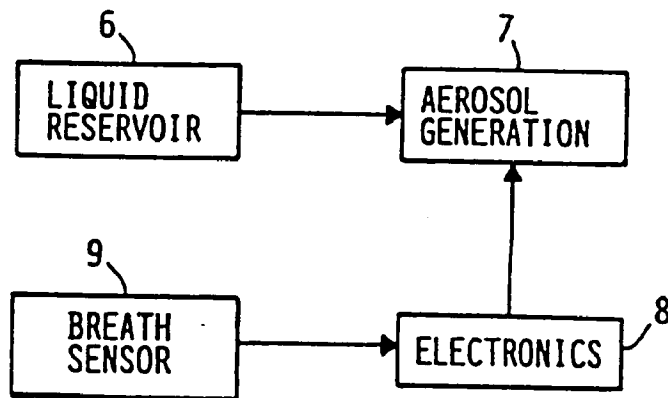 6
LIQUID
RESERVOIR
7
AEROSOL
GENERATION
9
BREATH
SENSOR
8
ELECTRONICS